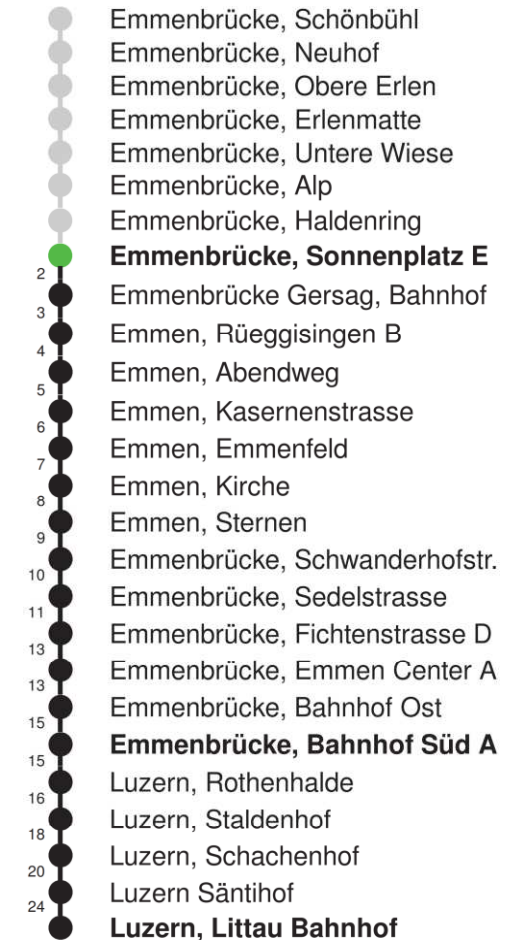 Emmenbrücke, Schönbühl
Emmenbrücke, Neuhof
Emmenbrücke, Obere Erlen
Emmenbrücke, Erlenmatte
Emmenbrücke, Untere Wiese
Emmenbrücke, Alp
Emmenbrücke, Haldenring
Emmenbrücke, Sonnenplatz E
2
Emmenbrücke Gersag, Bahnhof
3
Emmen, Rüeggisingen B
4
Emmen, Abendweg
5
Emmen, Kasernenstrasse
6
Emmen, Emmenfeld
7
Emmen, Kirche
8
Emmen, Sternen
9
Emmenbrücke, Schwanderhofstr.
10
Emmenbrücke, Sedelstrasse
11
Emmenbrücke, Fichtenstrasse D
13
Emmenbrücke, Emmen Center A
13
Emmenbrücke, Bahnhof Ost
15
Emmenbrücke, Bahnhof Süd A
15
Luzern, Rothenhalde
16
Luzern, Staldenhof
18
Luzern, Schachenhof
20
Luzern Säntihof
24
Luzern, Littau Bahnhof